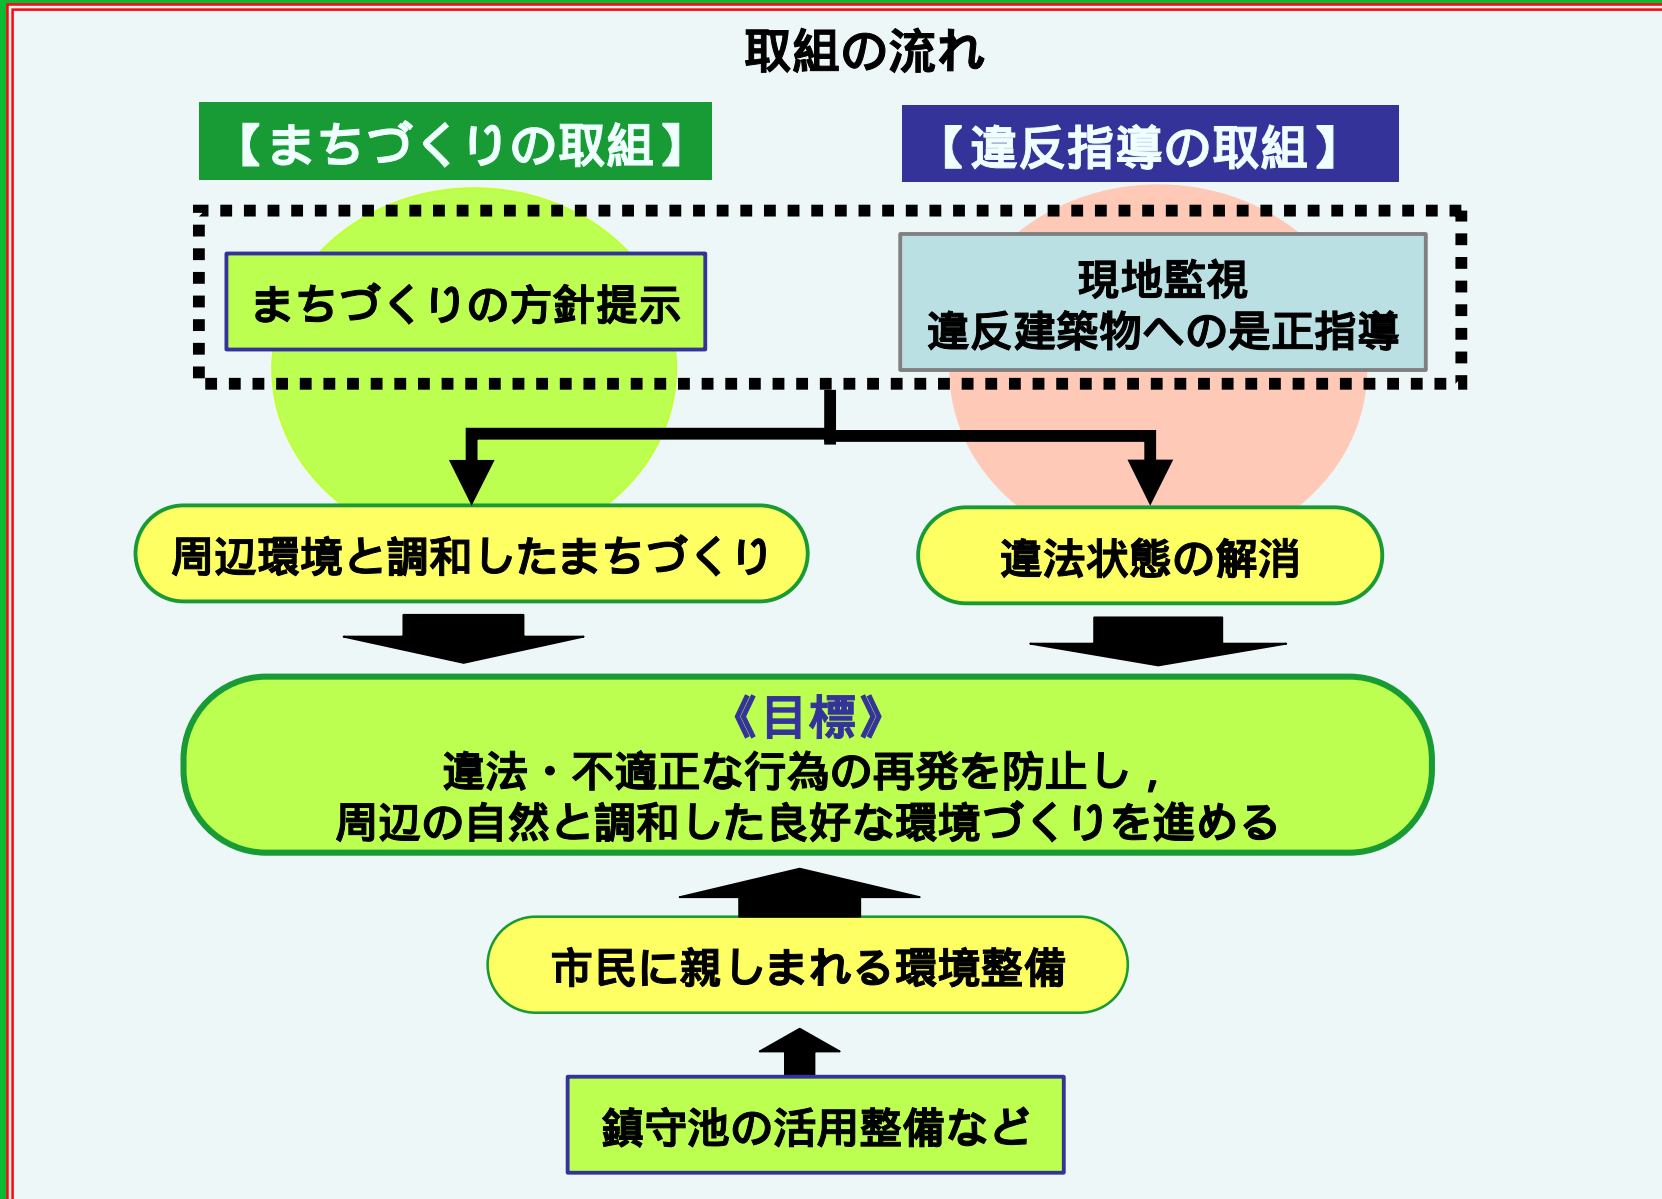 取組の流れ
【まちづくりの取組】
【違反指導の取組】
まちづくりの方針提示
現地監視
違反建築物への是正指導
周辺環境と調和したまちづくり
違法状態の解消
《目標》
違法・不適正な行為の再発を防止し，
周辺の自然と調和した良好な環境づくりを進める
市民に親しまれる環境整備
鎮守池の活用整備など